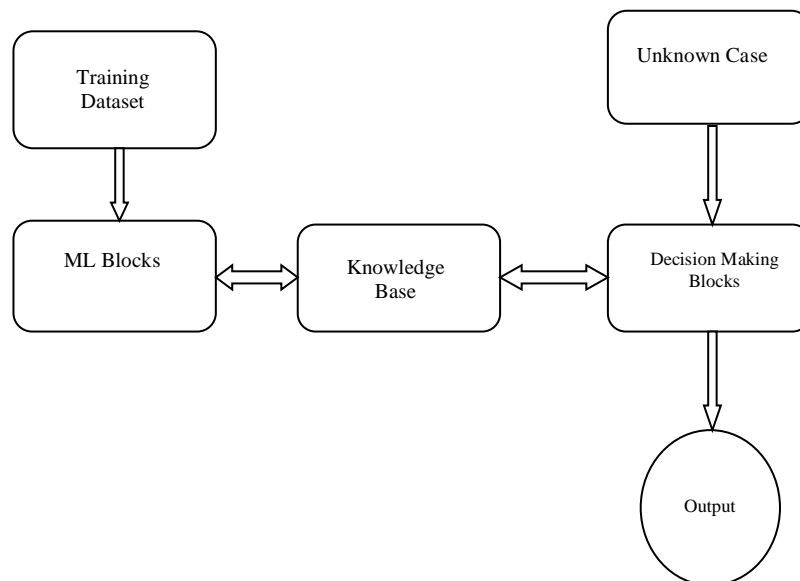 Training
Dataset
Unknown Case
ML Blocks
Knowledge
Base
Decision Making
Blocks
Output